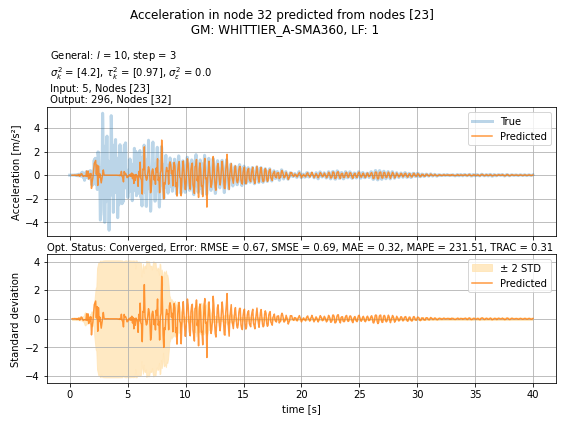 Acceleration in node 32 predicted from nodes [23]
GM: WHITTIER_A-SMA360, LF: 1
General: l = 10, step = 3
σ²ₖ = [4.2], τ²ₖ = [0.97], σ²ε = 0.0
Input: 5, Nodes [23]
Output: 296, Nodes [32]
Acceleration [m/s²]
4
2
0
−2
−4
True
Predicted
Opt. Status: Converged, Error: RMSE = 0.67, SMSE = 0.69, MAE = 0.32, MAPE = 231.51, TRAC = 0.31
Standard deviation
4
2
0
−2
−4
± 2 STD
Predicted
0 5 10 15 20 25 30 35 40
time [s]